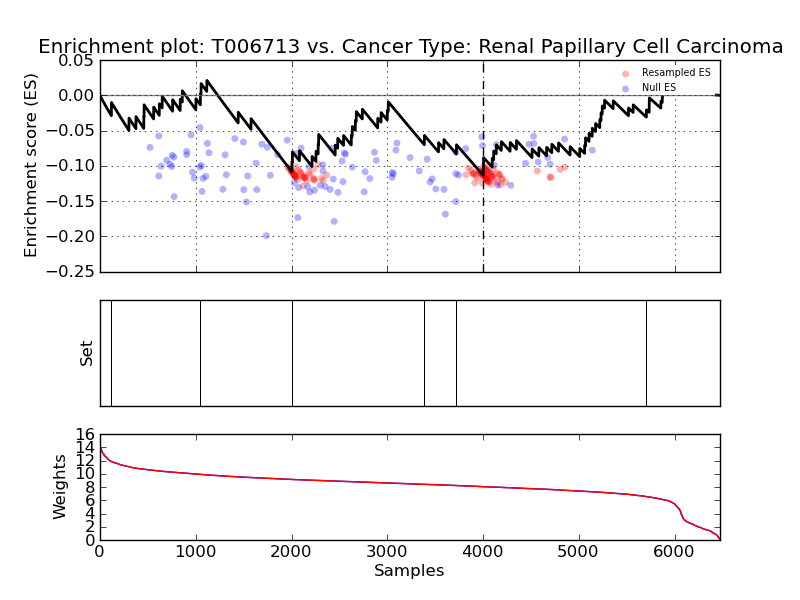 Enrichment plot: T006713 vs. Cancer Type: Renal Papillary Cell Carcinoma
0.05
0.00
−0.05
−0.10
−0.15
−0.20
−0.25
Enrichment score (ES)
Resampled ES
Null ES
Set
16
14
12
10
8
6
4
2
0
Weights
0 1000 2000 3000 4000 5000 6000
Samples